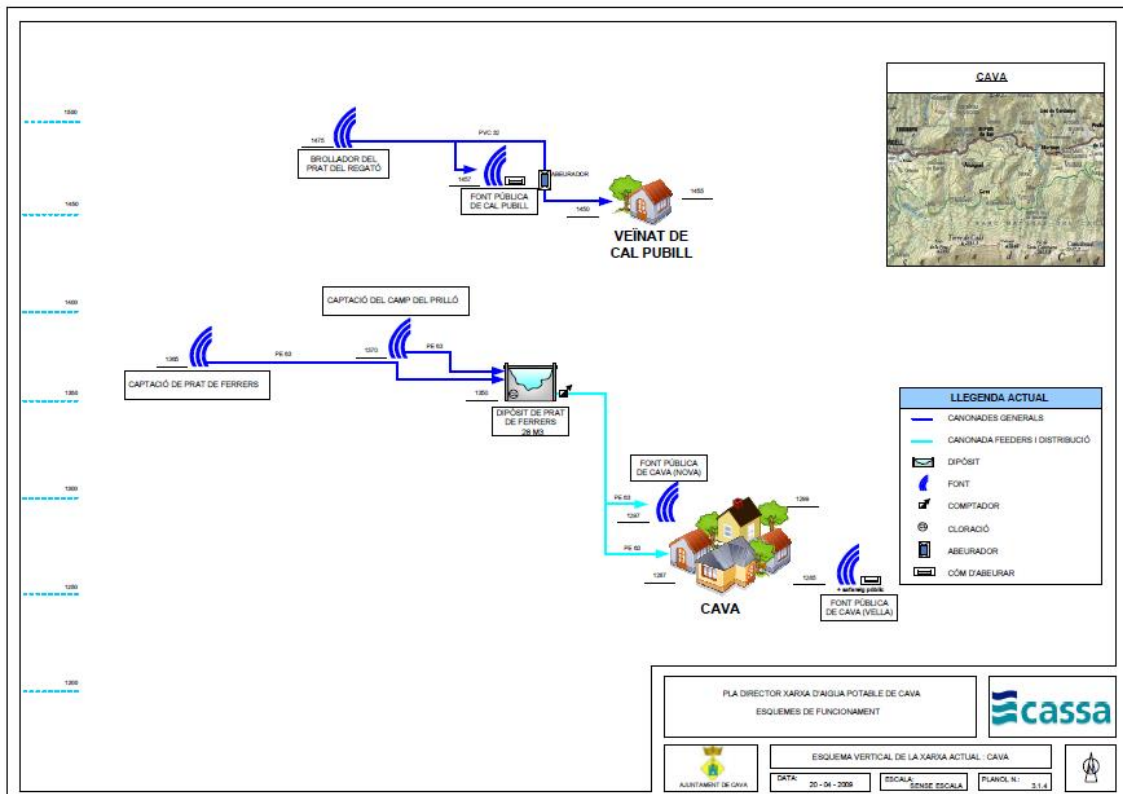 1500
1475
BROLLADOR DEL
PRAT DEL REGATÓ
PVC 32
1457
FONT PÚBLICA
DE CAL PUBILL
ABEURADOR
1450
1455
VEÏNAT DE
CAL PUBILL
1450
1400
CAPTACIÓ DEL CAMP DEL PRILLÓ
1365
PE 63
CAPTACIÓ DE PRAT DE FERRERS
1370
PE 63
1350
DIPÒSIT DE PRAT
DE FERRERS
28 M3
1350
FONT PÚBLICA
DE CAVA (NOVA)
PE 63
1300
PE 63
CAVA
+ safareig públic
FONT PÚBLICA
DE CAVA (VELLA)
1250
1200
CAVA
LLEGENDA ACTUAL
CANONADES GENERALS
CANONADA FEEDERS I DISTRIBUCIÓ
DIPÒSIT
FONT
COMPTADOR
CLORACIÓ
ABEURADOR
CÓM D'ABEURAR
PLA DIRECTOR XARXA D'AIGUA POTABLE DE CAVA
ESQUEMES DE FUNCIONAMENT
cassa
AJUNTAMENT DE CAVA
ESQUEMA VERTICAL DE LA XARXA ACTUAL : CAVA
DATA:
20 - 04 - 2009
ESCALA:
SENSE ESCALA
PLANOL N.:
3.1.4